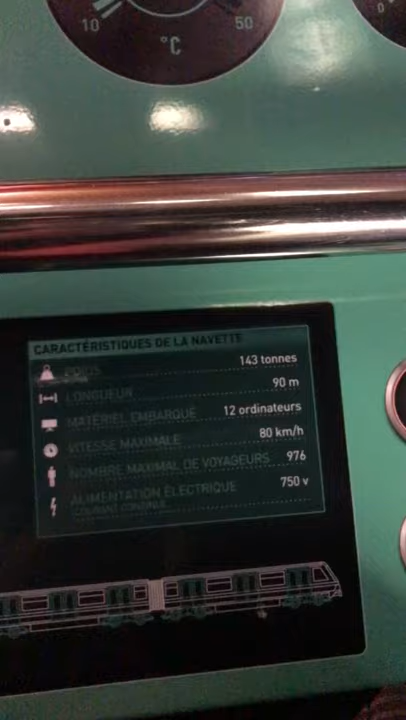 10
50
0
°C
CARACTÉRISTIQUES DE LA NAVETTE
POIDS 143 tonnes
LONGUEUR 90 m
MATÉRIEL EMBARQUÉ 12 ordinateurs
VITESSE MAXIMALE 80 km/h
NOMBRE MAXIMAL DE VOYAGEURS 976
ALIMENTATION ÉLECTRIQUE 750 v
COURANT CONTINU